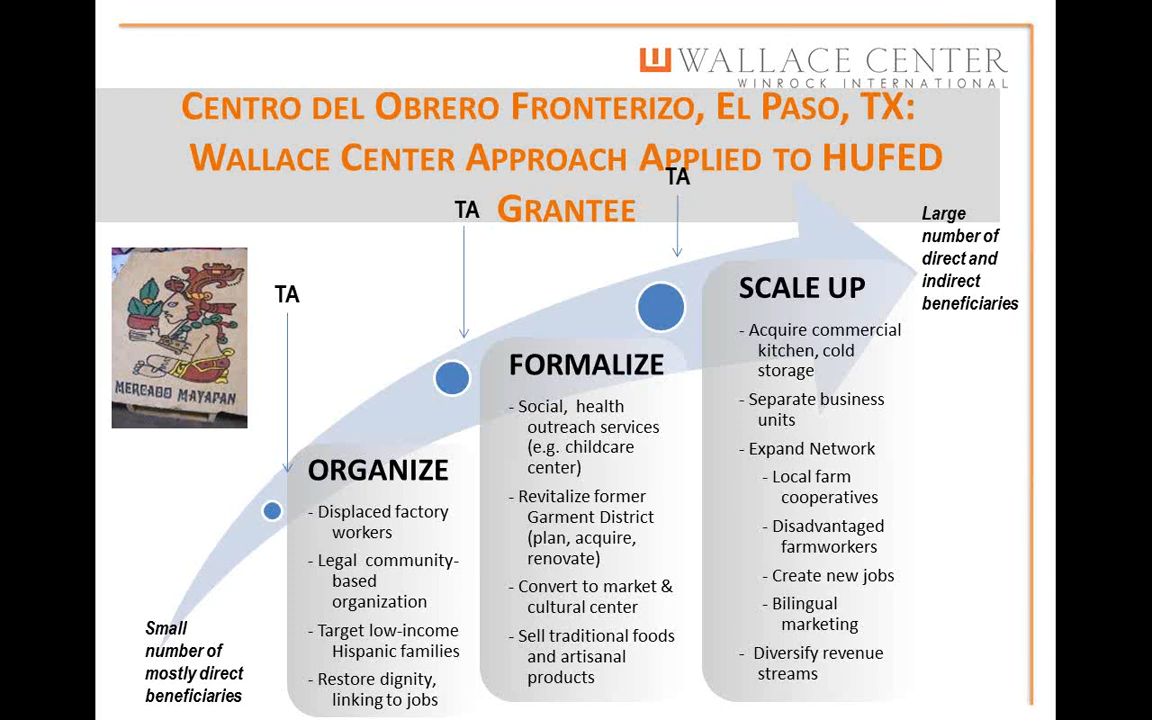 WALLACE CENTER
WINROCK INTERNATIONAL
CENTRO DEL OBRERO FRONTERIZO, EL PASO, TX:
WALLACE CENTER APPROACH APPLIED TO HUFED
GRANTEE
TA
TA
TA
Large
number of
direct and
indirect
beneficiaries
MERCADO MAYAPAN
Small
number of
mostly direct
beneficiaries
ORGANIZE
- Displaced factory
workers
- Legal community-
based
organization
- Target low-income
Hispanic families
- Restore dignity,
linking to jobs
FORMALIZE
- Social, health
outreach services
(e.g. childcare
center)
- Revitalize former
Garment District
(plan, acquire,
renovate)
- Convert to market &
cultural center
- Sell traditional foods
and artisanal
products
SCALE UP
- Acquire commercial
kitchen, cold
storage
- Separate business
units
- Expand Network
- Local farm
cooperatives
- Disadvantaged
farmworkers
- Create new jobs
- Bilingual
marketing
- Diversify revenue
streams